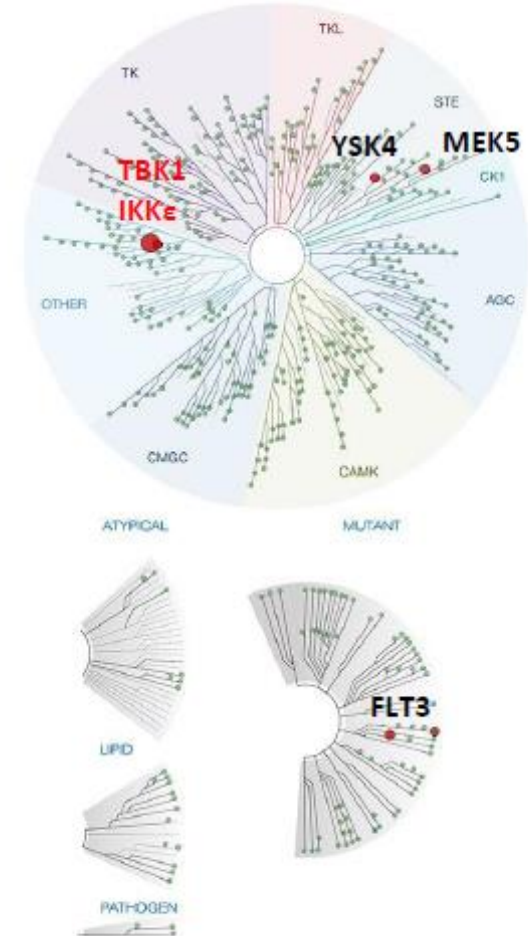 TKL
TK
STE
YSK4
MEK5
CK1
TBK1
IKKε
OTHER
AGC
CMGC
CAMK
ATYPICAL
MUTANT
FLT3
LIPID
PATHOGEN